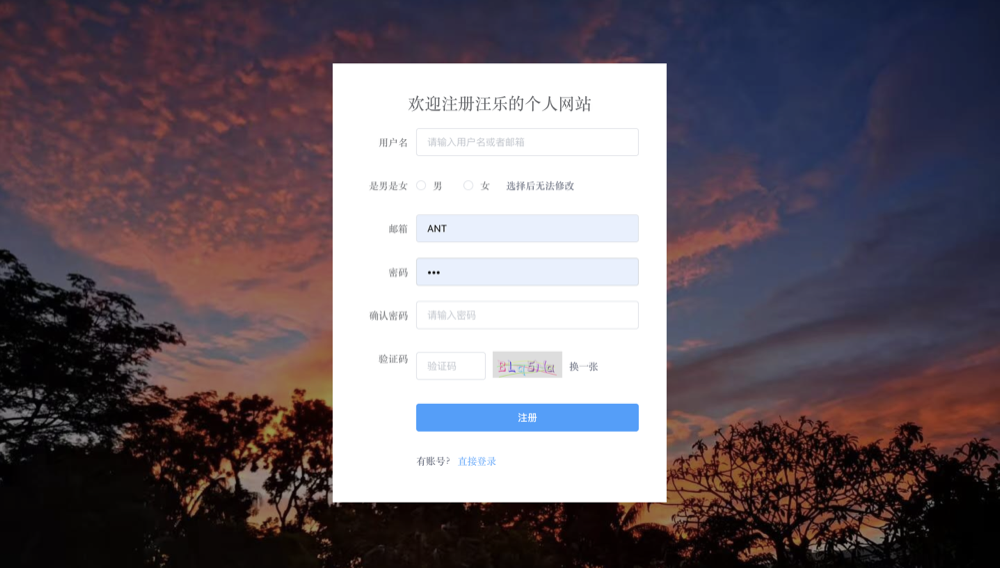 欢迎注册汪乐的个人网站
用户名 请输入用户名或者邮箱
是男是女 男 女 选择后无法修改
邮箱 ANT
密码 •••
确认密码 请输入密码
验证码 验证码 换一张
注册
有账号? 直接登录